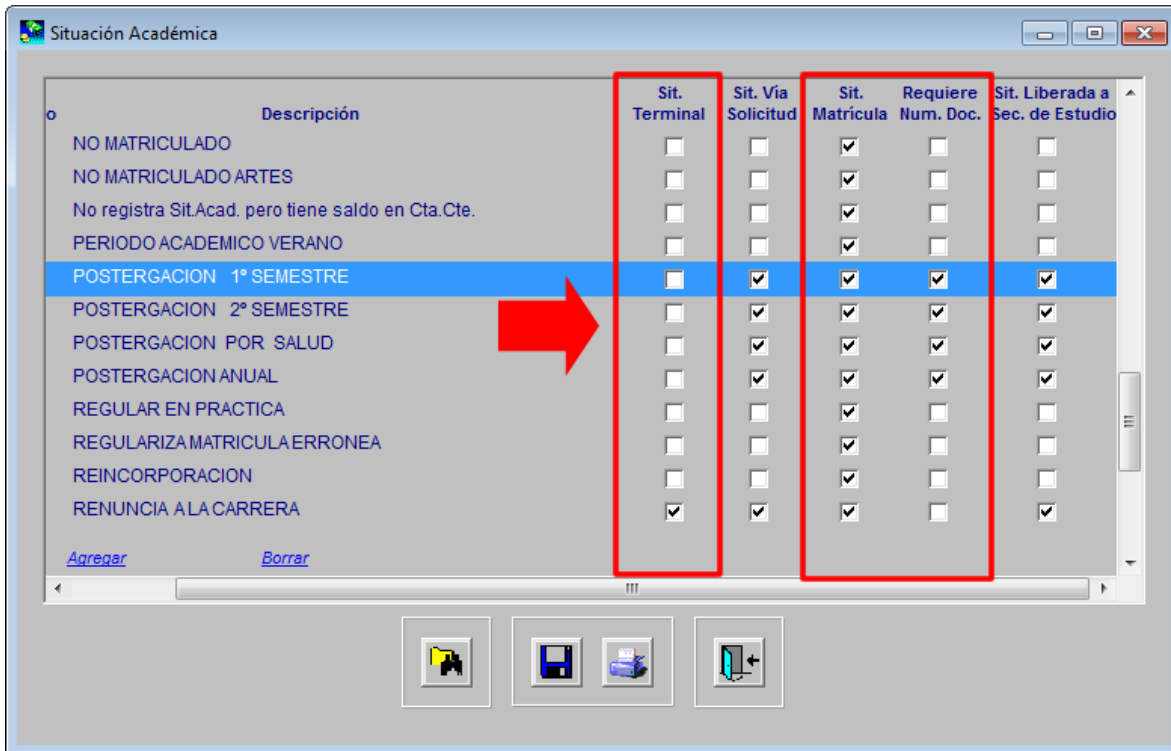 Situación Académica
o Descripción Sit. Terminal Sit. Vía Solicitud Sit. Matrícula Requiere Num. Doc. Sit. Liberada a Sec. de Estudio
NO MATRICULADO
NO MATRICULADO ARTES
No registra Sit.Acad. pero tiene saldo en Cta.Cte.
PERIODO ACADEMICO VERANO
POSTERGACION 1º SEMESTRE
POSTERGACION 2º SEMESTRE
POSTERGACION POR SALUD
POSTERGACION ANUAL
REGULAR EN PRACTICA
REGULARIZA MATRICULA ERRONEA
REINCORPORACION
RENUNCIA A LA CARRERA
Agregar Borrar